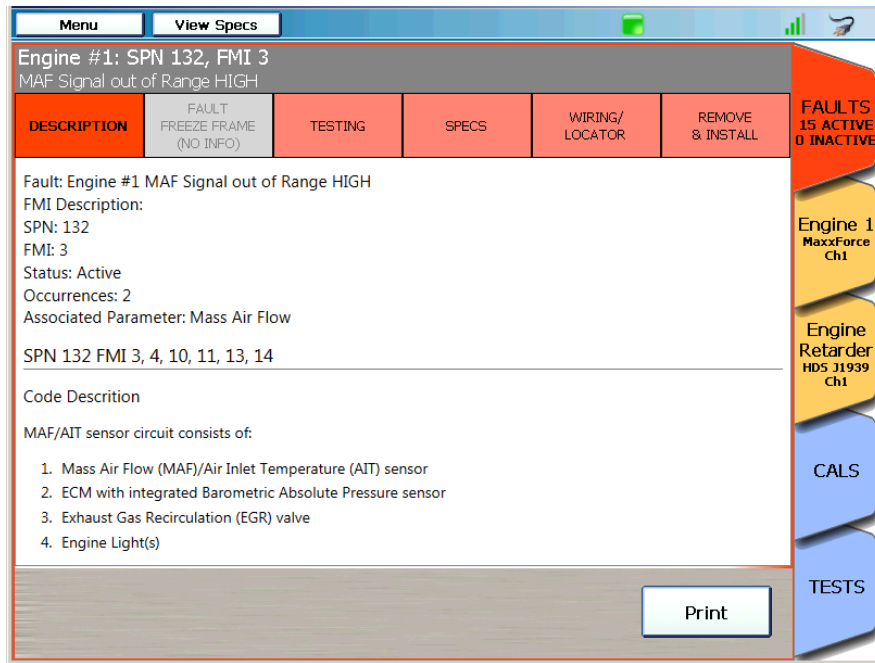 Menu
View Specs
Engine #1: SPN 132, FMI 3
MAF Signal out of Range HIGH
DESCRIPTION
FAULT
FREEZE FRAME
(NO INFO)
TESTING
SPECS
WIRING/
LOCATOR
REMOVE
& INSTALL
Fault: Engine #1 MAF Signal out of Range HIGH
FMI Description:
SPN: 132
FMI: 3
Status: Active
Occurrences: 2
Associated Parameter: Mass Air Flow
SPN 132 FMI 3, 4, 10, 11, 13, 14
Code Descrition
MAF/AIT sensor circuit consists of:
1. Mass Air Flow (MAF)/Air Inlet Temperature (AIT) sensor
2. ECM with integrated Barometric Absolute Pressure sensor
3. Exhaust Gas Recirculation (EGR) valve
4. Engine Light(s)
Print
FAULTS
15 ACTIVE
0 INACTIVE
Engine 1
MaxxForce
Ch1
Engine
Retarder
HDS J1939
Ch1
CALS
TESTS